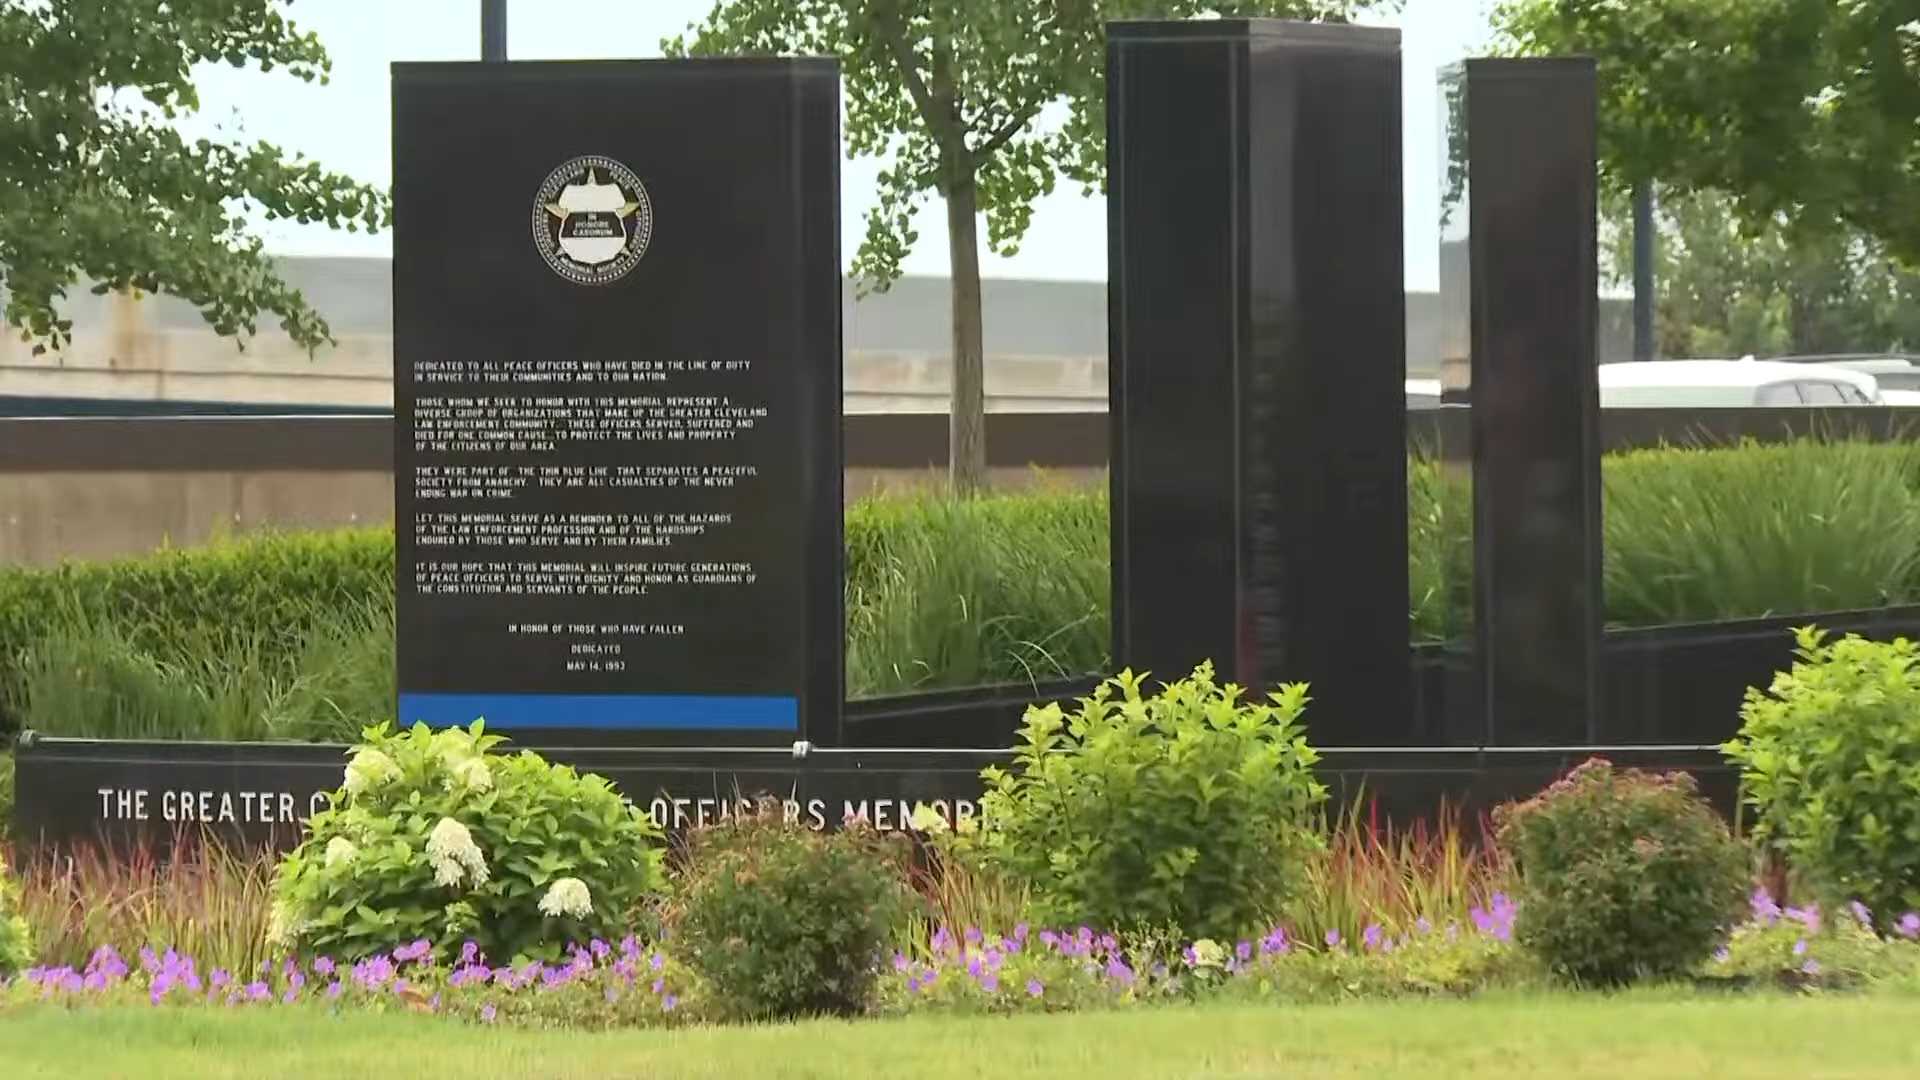 IN
HONORE
CASORUM
MEMORIAL SOCIETY
DEDICATED TO ALL PEACE OFFICERS WHO HAVE DIED IN THE LINE OF DUTY
IN SERVICE TO THEIR COMMUNITIES AND TO OUR NATION.
THOSE WHOM WE SEEK TO HONOR WITH THIS MEMORIAL REPRESENT A
DIVERSE GROUP OF ORGANIZATIONS THAT MAKE UP THE GREATER CLEVELAND
LAW ENFORCEMENT COMMUNITY. THESE OFFICERS SERVED, SUFFERED AND
DIED FOR ONE COMMON CAUSE...TO PROTECT THE LIVES AND PROPERTY
OF THE CITIZENS OF OUR AREA.
THEY WERE PART OF "THE THIN BLUE LINE" THAT SEPARATES A PEACEFUL
SOCIETY FROM ANARCHY. THEY ARE ALL CASUALTIES OF THE NEVER
ENDING WAR ON CRIME.
LET THIS MEMORIAL SERVE AS A REMINDER TO ALL OF THE HAZARDS
OF THE LAW ENFORCEMENT PROFESSION AND OF THE HARDSHIPS
ENDURED BY THOSE WHO SERVE AND BY THEIR FAMILIES.
IT IS OUR HOPE THAT THIS MEMORIAL WILL INSPIRE FUTURE GENERATIONS
OF PEACE OFFICERS TO SERVE WITH DIGNITY AND HONOR AS GUARDIANS OF
THE CONSTITUTION AND SERVANTS OF THE PEOPLE.
IN HONOR OF THOSE WHO HAVE FALLEN
DEDICATED
MAY 14, 1993
THE GREATER C E OFFICERS MEMOR